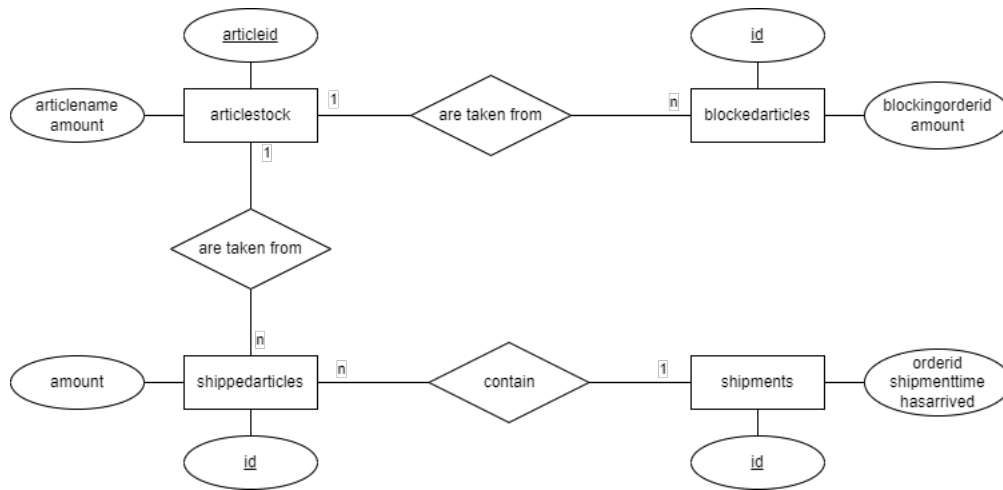 articleid
id
articlename
amount
articlestock
1
are taken from
n
blockedarticles
blockingorderid
amount
1
are taken from
n
amount
shippedarticles
n
contain
1
shipments
orderid
shipmenttime
hasarrived
id
id